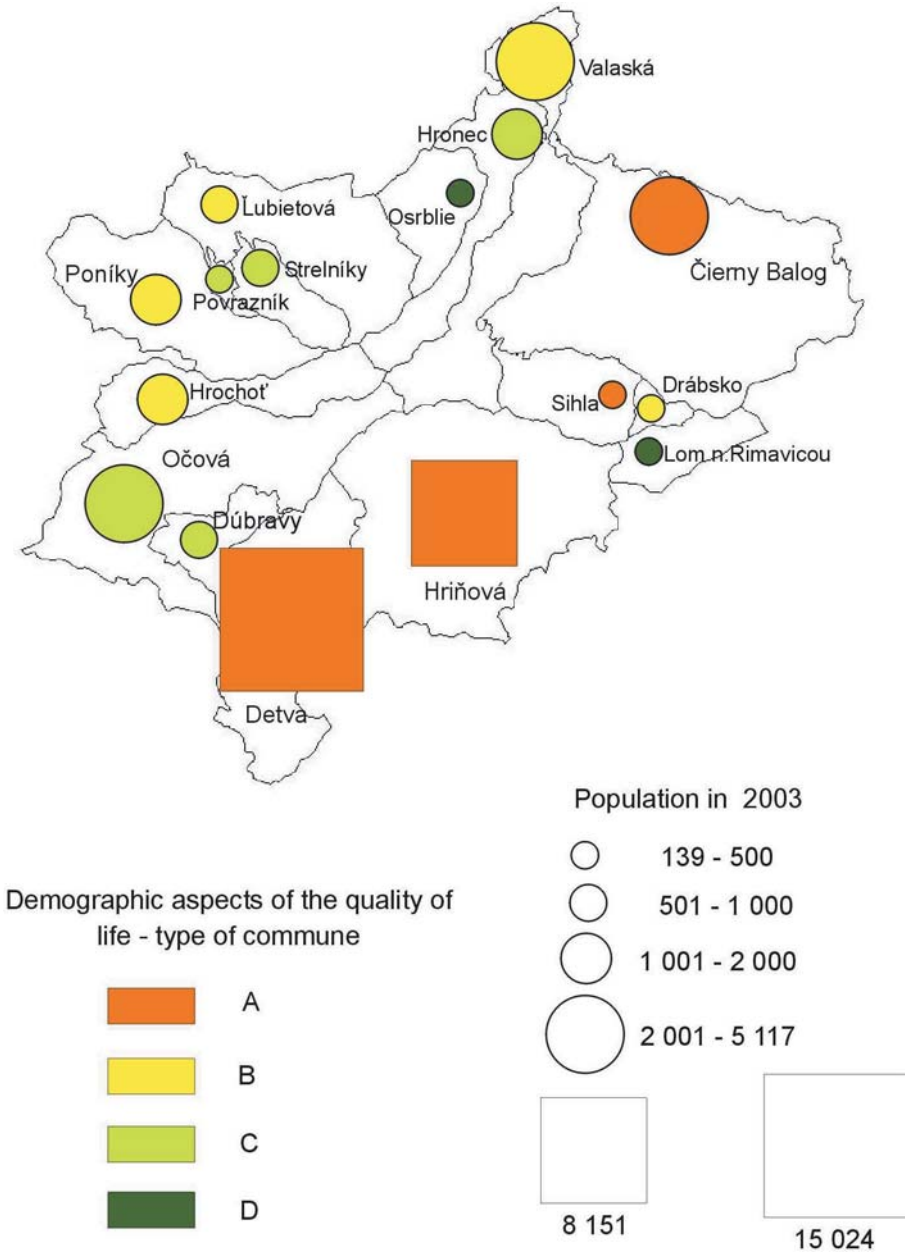 Valaská
Hronec
Osrblie
Čierny Balog
Ľubietová
Strelníky
Poníky
Povrazník
Hrochoť
Sihla
Drábsko
Lom n.Rimavicou
Očová
Dúbravy
Hriňová
Detva
Population in 2003
139 - 500
501 - 1 000
1 001 - 2 000
2 001 - 5 117
8 151
15 024
Demographic aspects of the quality of
life - type of commune
A
B
C
D